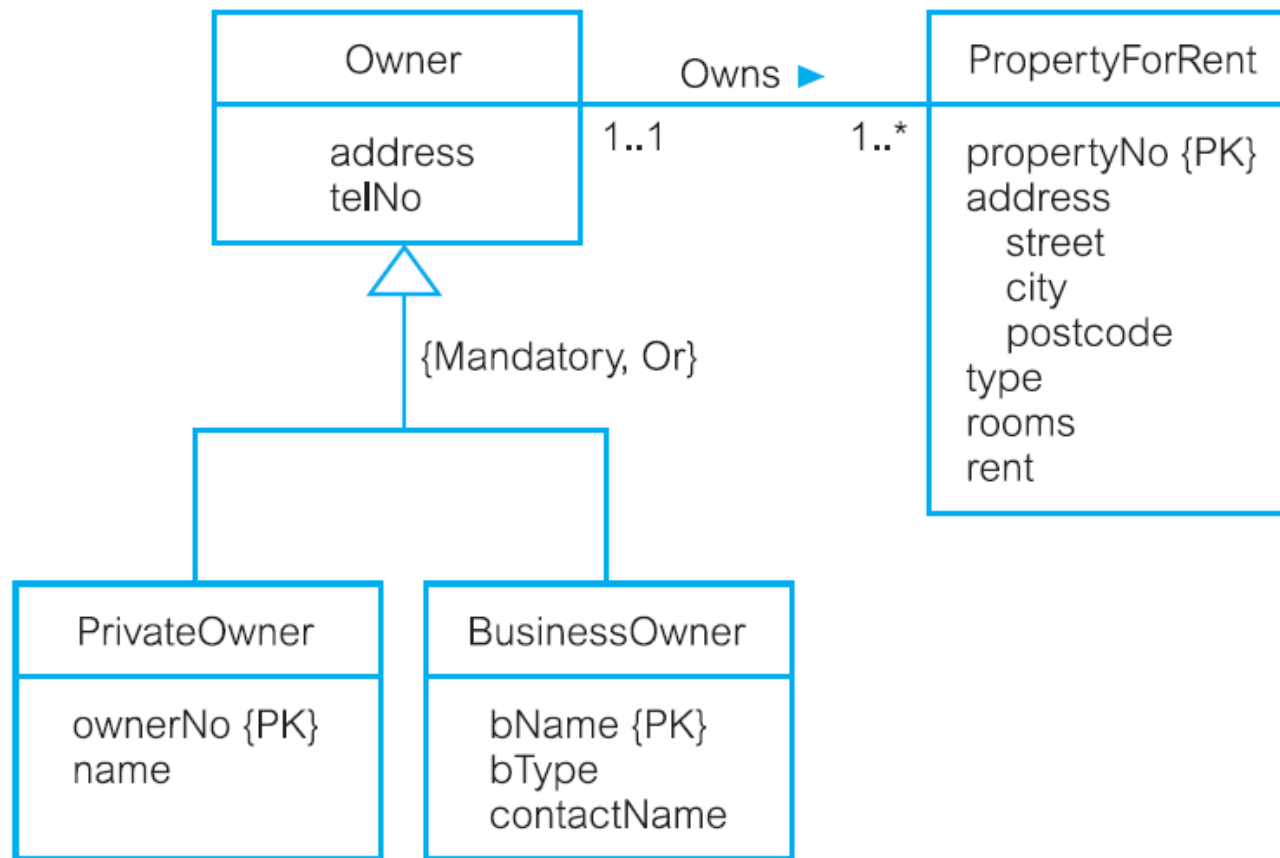 Owner
address
telNo
Owns ►
1..1
1..*
PropertyForRent
propertyNo {PK}
address
street
city
postcode
type
rooms
rent
{Mandatory, Or}
PrivateOwner
ownerNo {PK}
name
BusinessOwner
bName {PK}
bType
contactName